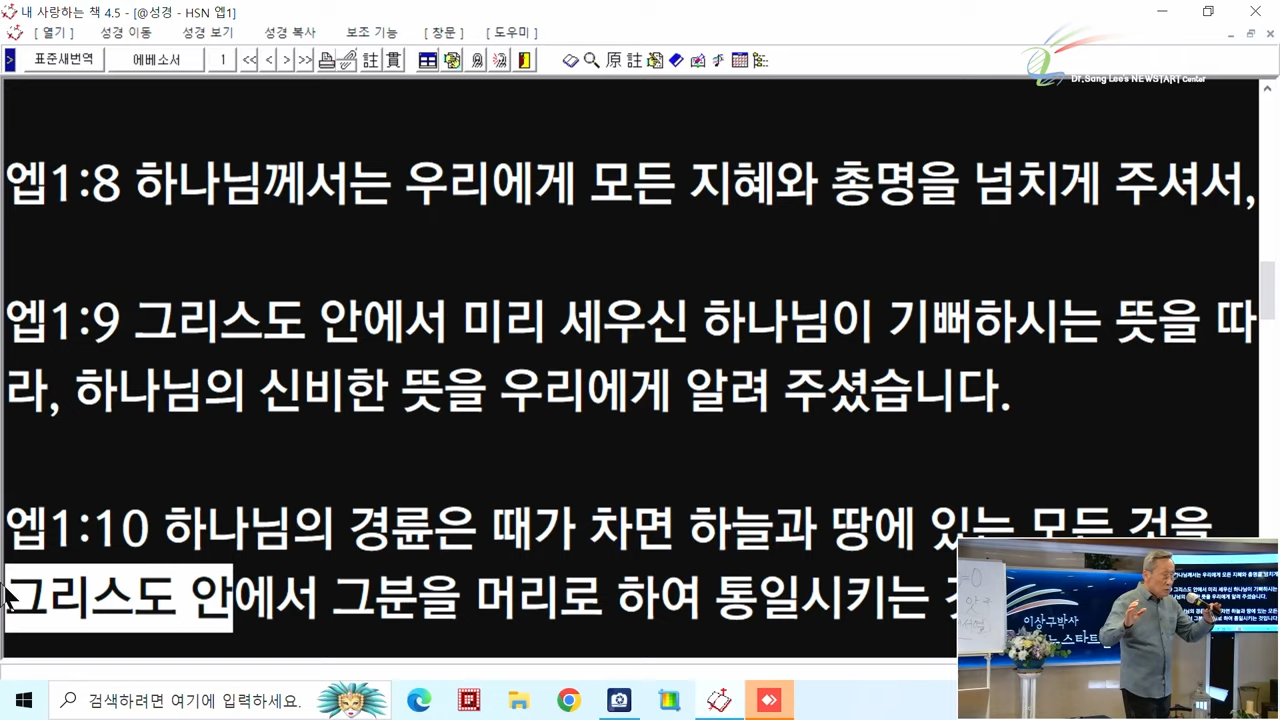 내 사랑하는 책 4.5 - [@성경 - HSN 엡1]
[ 열기 ] 성경 이동 성경 보기 성경 복사 보조 기능 [ 창문 ] [ 도우미 ]
표준새번역 에베소서 1 << < > >> 註 貫 原 註
Dr.Sang Lee's NEWSTART Center
엡1:8 하나님께서는 우리에게 모든 지혜와 총명을 넘치게 주셔서,
엡1:9 그리스도 안에서 미리 세우신 하나님이 기뻐하시는 뜻을 따
라, 하나님의 신비한 뜻을 우리에게 알려 주셨습니다.
엡1:10 하나님의 경륜은 때가 차면 하늘과 땅에 있는 모든 것을
그리스도 안에서 그분을 머리로 하여 통일시키는
이상구박사
스타트
검색하려면 여기에 입력하세요.